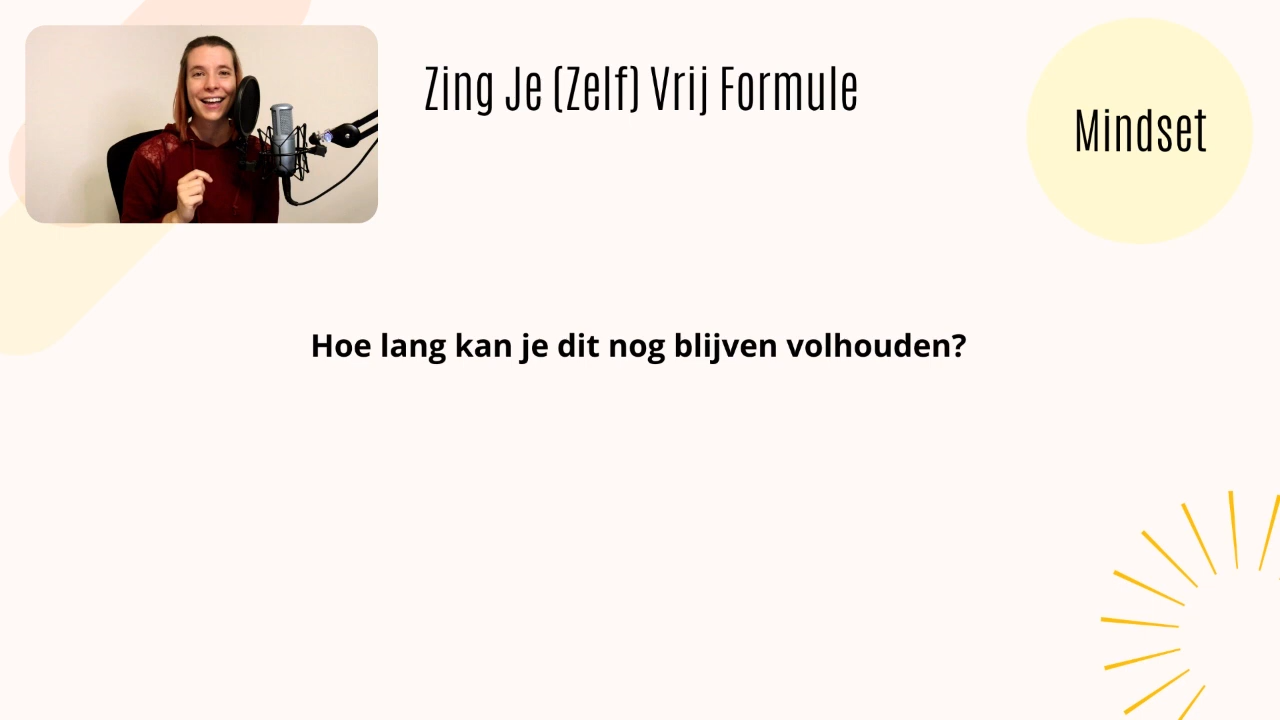 Zing Je (Zelf) Vrij Formule
Mindset
Hoe lang kan je dit nog blijven volhouden?